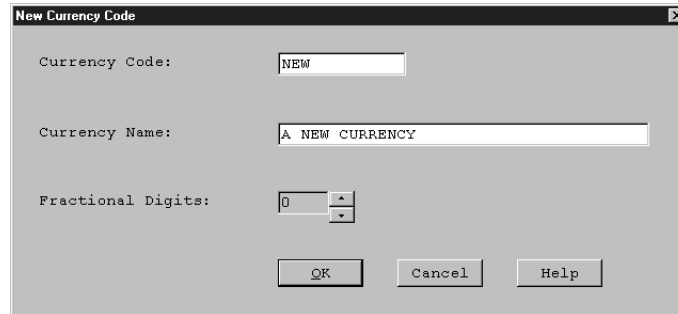 New Currency Code
Currency Code: NEW
Currency Name: A NEW CURRENCY
Fractional Digits: 0
OK Cancel Help